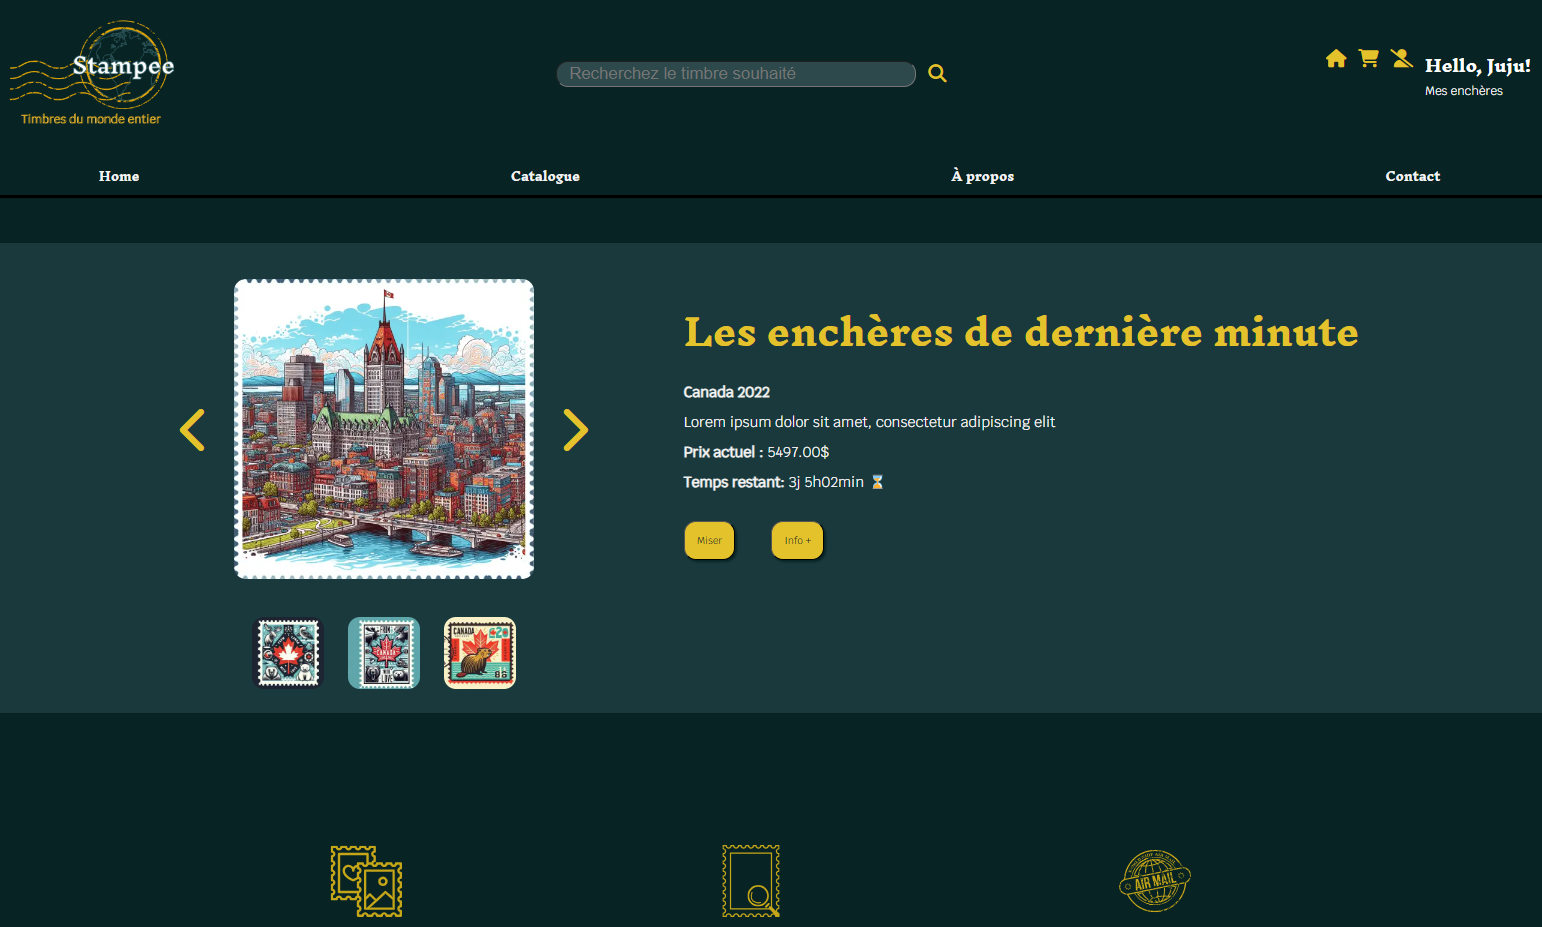 Stampee
Timbres du monde entier
Recherchez le timbre souhaité
Hello, Juju!
Mes enchères
Home
Catalogue
À propos
Contact
Les enchères de dernière minute
Canada 2022
Lorem ipsum dolor sit amet, consectetur adipiscing elit
Prix actuel : 5497.00$
Temps restant: 3j 5h02min
Miser
Info +
CANADA
CANADA
AIR MAIL